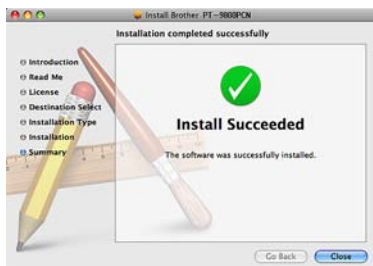 Install Brother PT-9800PCN
Installation completed successfully
Introduction
Read Me
License
Destination Select
Installation Type
Installation
Summary
Install Succeeded
The software was successfully installed.
Go Back
Close